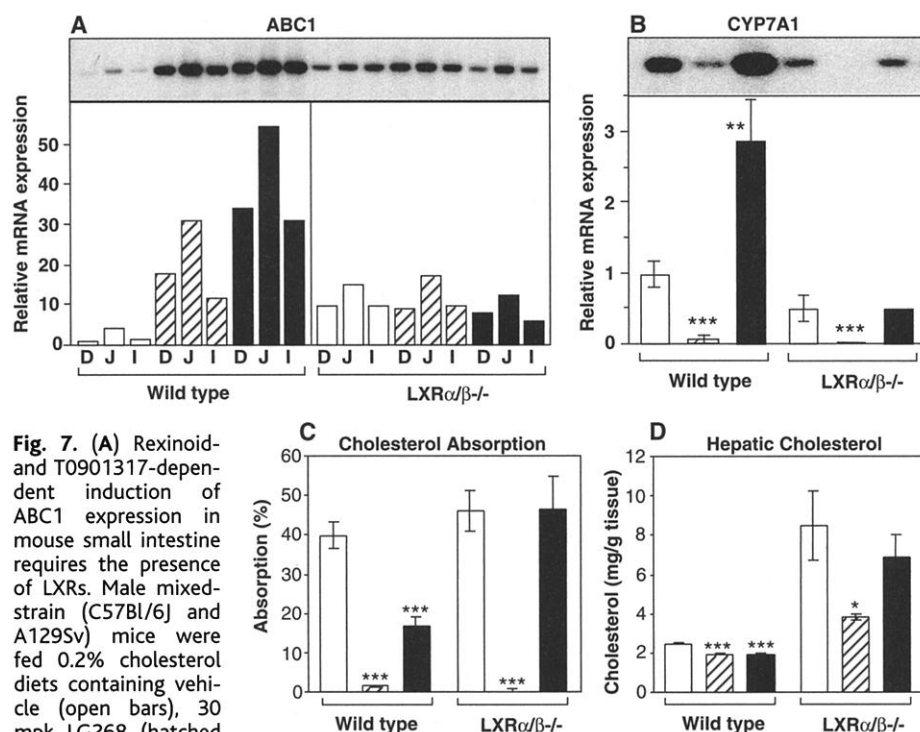 A ABC1
Relative mRNA expression
50
40
30
20
10
0
D J I D J I D J I D J I D J I D J I
Wild type LXRα/β-/-
B CYP7A1
Relative mRNA expression
3
2
1
0
***
**
***
Wild type LXRα/β-/-
Fig. 7. (A) Rexinoid-
and T0901317-depen-
dent induction of
ABC1 expression in
mouse small intestine
requires the presence
of LXRs. Male mixed-
strain (C57Bl/6J and
A129Sv) mice were
fed 0.2% cholesterol
diets containing vehi-
cle (open bars), 30
mpk LG268 (hatched
C Cholesterol Absorption
Absorption (%)
60
50
40
30
20
10
0
***
***
***
Wild type LXRα/β-/-
D Hepatic Cholesterol
Cholesterol (mg/g tissue)
12
10
8
6
4
2
0
***
***
*
Wild type LXRα/β-/-